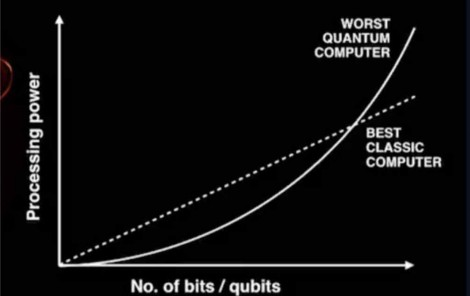 WORST
QUANTUM
COMPUTER
BEST
CLASSIC
COMPUTER
Processing power
No. of bits / qubits